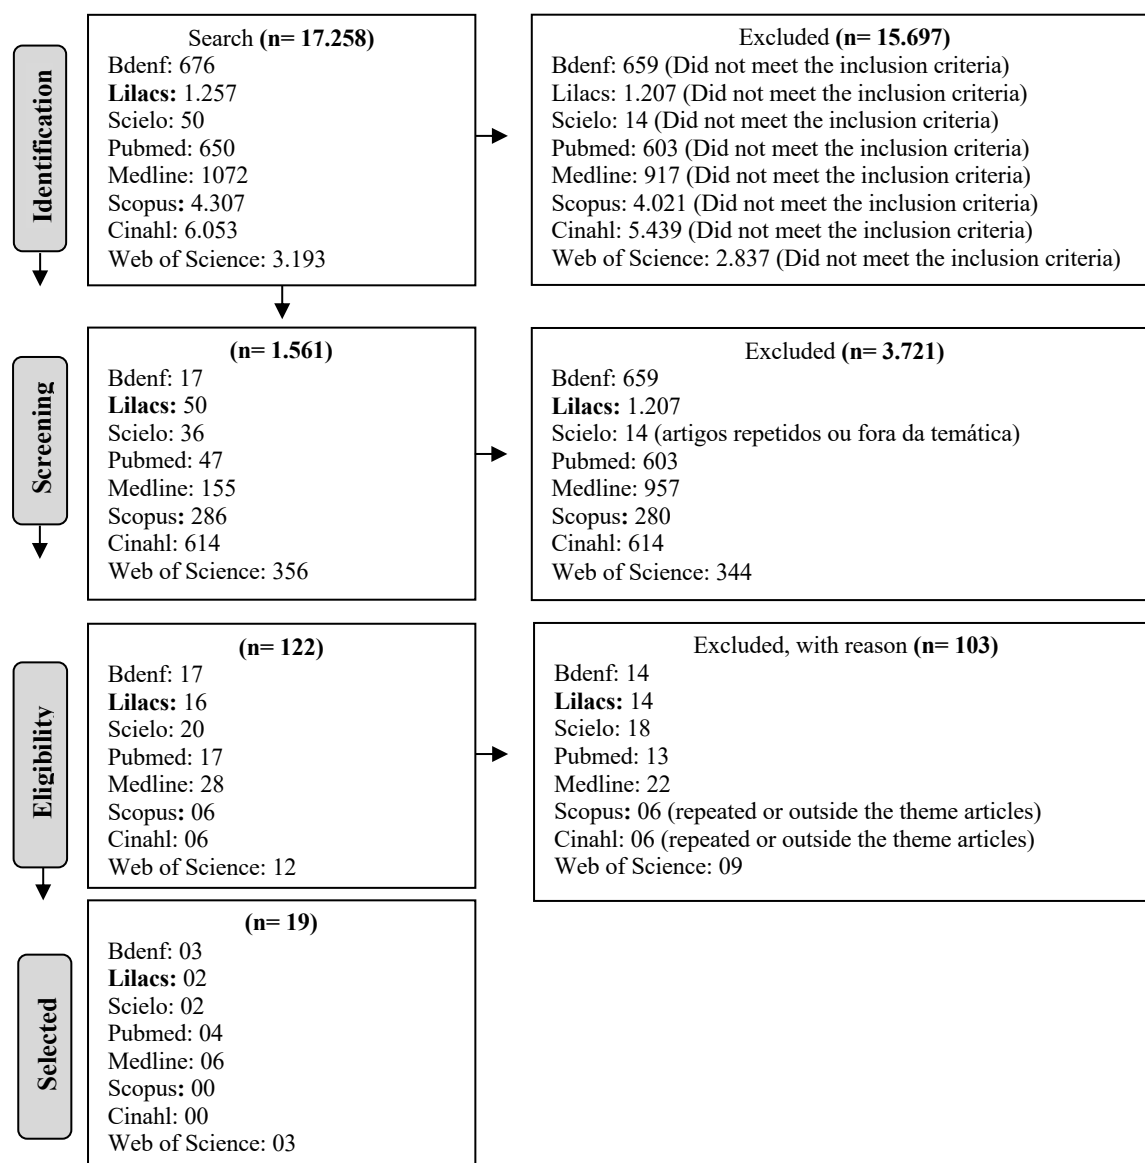 Identification
Search (n= 17.258)
Bdenf: 676
Lilacs: 1.257
Scielo: 50
Pubmed: 650
Medline: 1072
Scopus: 4.307
Cinahl: 6.053
Web of Science: 3.193
Excluded (n= 15.697)
Bdenf: 659 (Did not meet the inclusion criteria)
Lilacs: 1.207 (Did not meet the inclusion criteria)
Scielo: 14 (Did not meet the inclusion criteria)
Pubmed: 603 (Did not meet the inclusion criteria)
Medline: 917 (Did not meet the inclusion criteria)
Scopus: 4.021 (Did not meet the inclusion criteria)
Cinahl: 5.439 (Did not meet the inclusion criteria)
Web of Science: 2.837 (Did not meet the inclusion criteria)
Screening
(n= 1.561)
Bdenf: 17
Lilacs: 50
Scielo: 36
Pubmed: 47
Medline: 155
Scopus: 286
Cinahl: 614
Web of Science: 356
Excluded (n= 3.721)
Bdenf: 659
Lilacs: 1.207
Scielo: 14 (artigos repetidos ou fora da temática)
Pubmed: 603
Medline: 957
Scopus: 280
Cinahl: 614
Web of Science: 344
Eligibility
(n= 122)
Bdenf: 17
Lilacs: 16
Scielo: 20
Pubmed: 17
Medline: 28
Scopus: 06
Cinahl: 06
Web of Science: 12
Excluded, with reason (n= 103)
Bdenf: 14
Lilacs: 14
Scielo: 18
Pubmed: 13
Medline: 22
Scopus: 06 (repeated or outside the theme articles)
Cinahl: 06 (repeated or outside the theme articles)
Web of Science: 09
Selected
(n= 19)
Bdenf: 03
Lilacs: 02
Scielo: 02
Pubmed: 04
Medline: 06
Scopus: 00
Cinahl: 00
Web of Science: 03